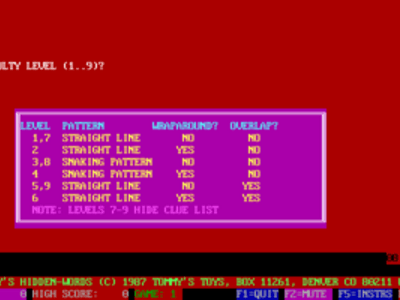 ULTY LEVEL (1..9)?
LEVEL PATTERN WRAPAROUND? OVERLAP?
1,7 STRAIGHT LINE NO NO
2 STRAIGHT LINE YES NO
3,8 SNAKING PATTERN NO NO
4 SNAKING PATTERN YES NO
5,9 STRAIGHT LINE NO YES
6 STRAIGHT LINE YES YES
NOTE: LEVELS 7-9 HIDE CLUE LIST
Y'S HIDDEN-WORDS (C) 1987 TOMMY'S TOYS, BOX 11261, DENVER CO 80211
0 HIGH SCORE: 0 GAME: 1 F1=QUIT F2=MUTE F5=INSTRS